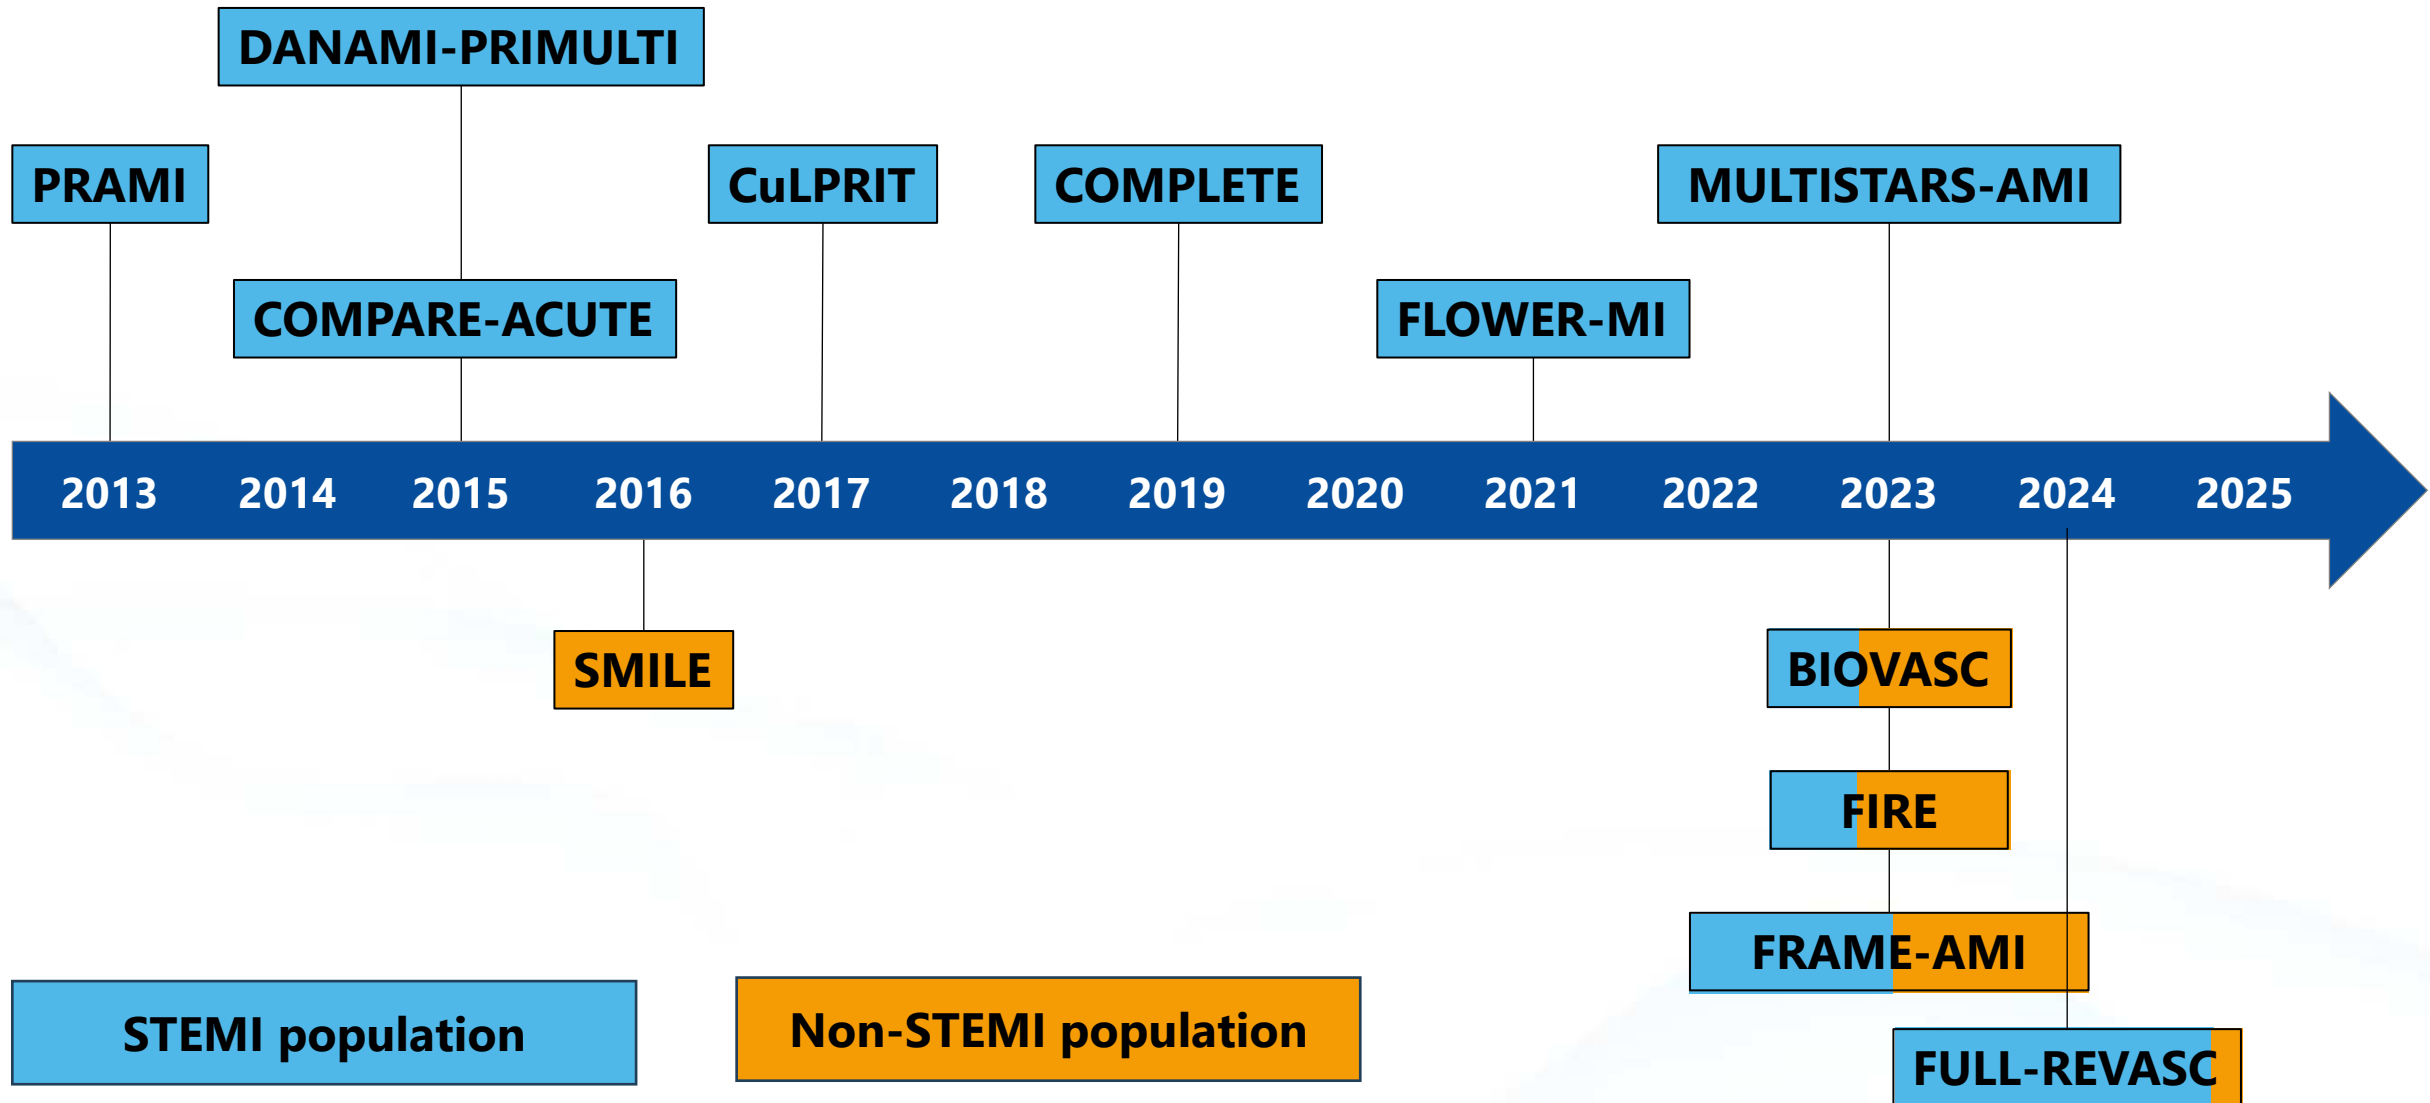 DANAMI-PRIMULTI
PRAMI
CuLPRIT
COMPLETE
MULTISTARS-AMI
COMPARE-ACUTE
FLOWER-MI
2013 2014 2015 2016 2017 2018 2019 2020 2021 2022 2023 2024 2025
SMILE
BIOVASC
FIRE
FRAME-AMI
STEMI population
Non-STEMI population
FULL-REVASC